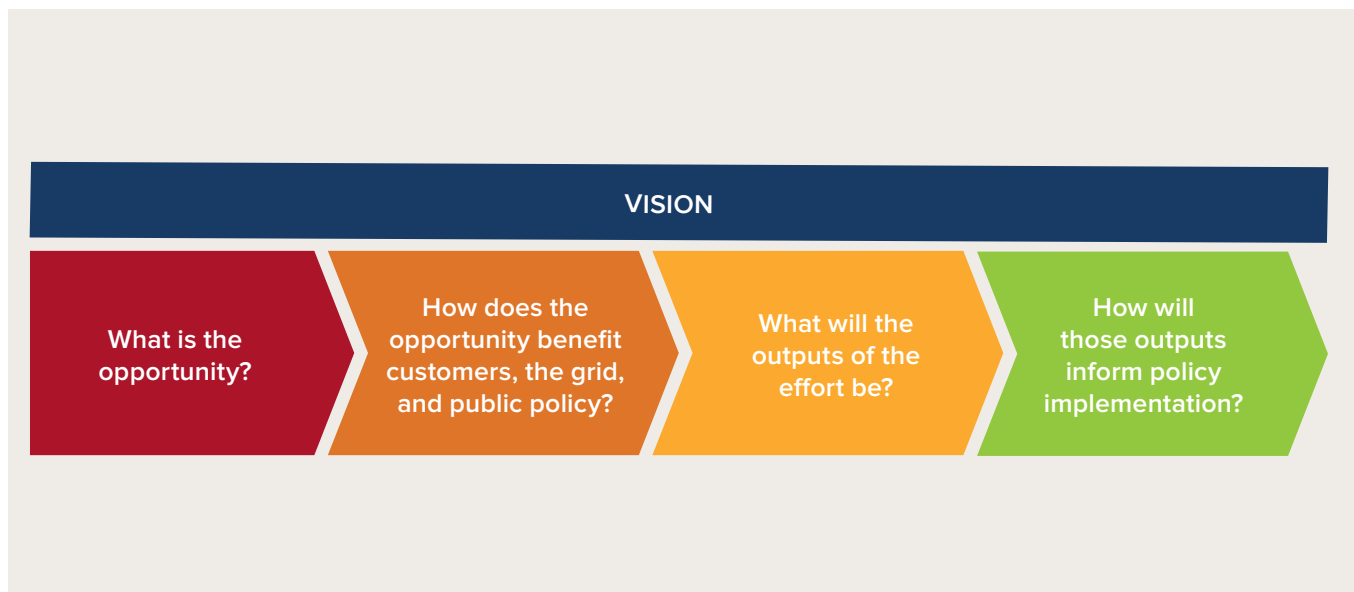 VISION
What is the
opportunity?
How does the
opportunity benefit
customers, the grid,
and public policy?
What will the
outputs of the
effort be?
How will
those outputs
inform policy
implementation?